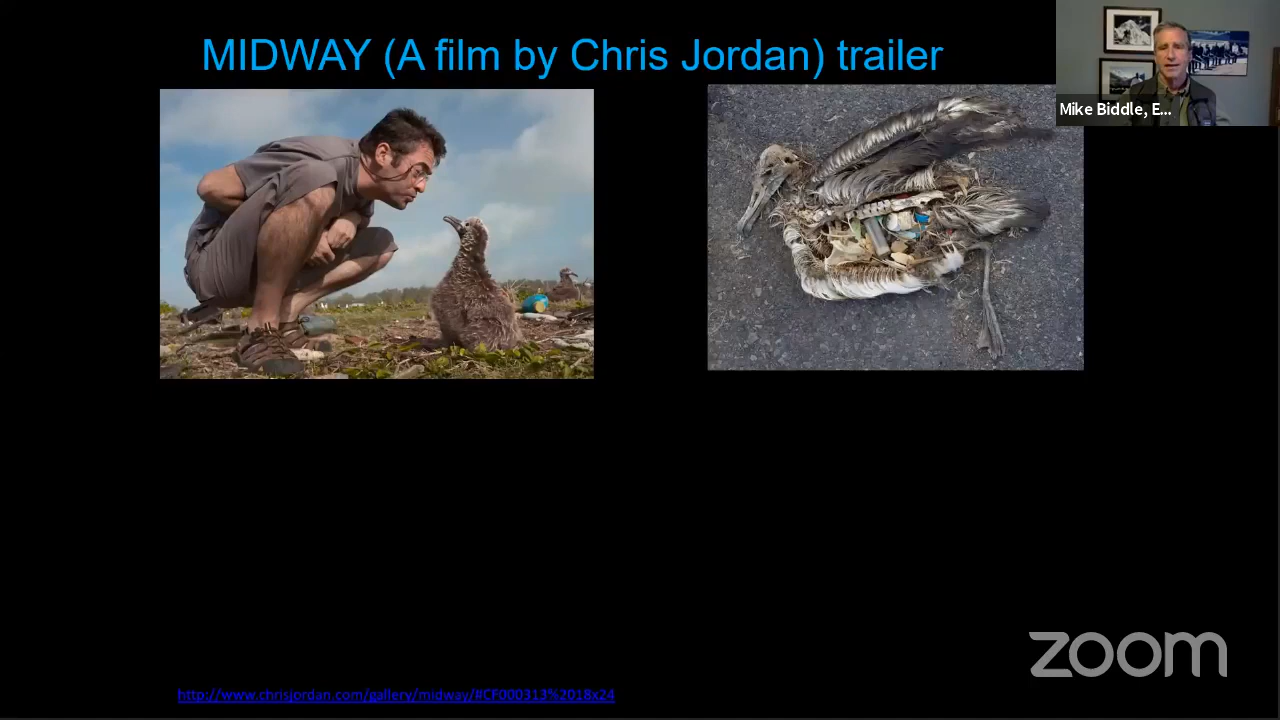 MIDWAY (A film by Chris Jordan) trailer
Mike Biddle, E...
zoom
http://www.chrisjordan.com/gallery/midway/#CF000313%2018x24